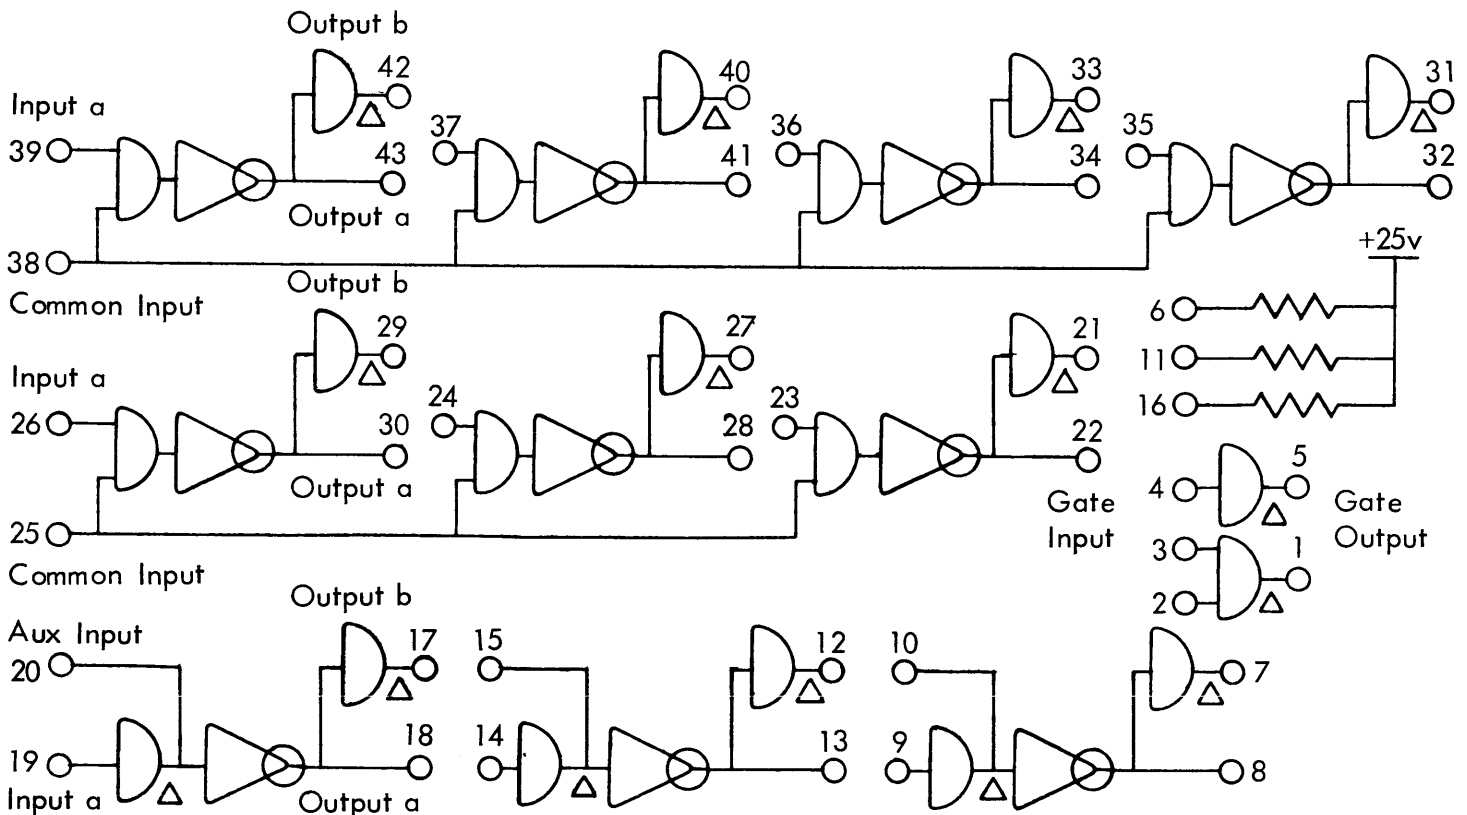 Output b
42
40
33
31
Input a
37
36
35
39
43
41
34
32
Output a
+25v
38
Output b
Common Input
6
29
27
21
11
Input a
24
23
16
26
30
28
22
5
4
Output a
Gate
Input
Gate
Output
25
3
1
Common Input
2
Output b
Aux Input
17
15
12
10
20
7
18
14
13
9
19
8
Input a
Output a